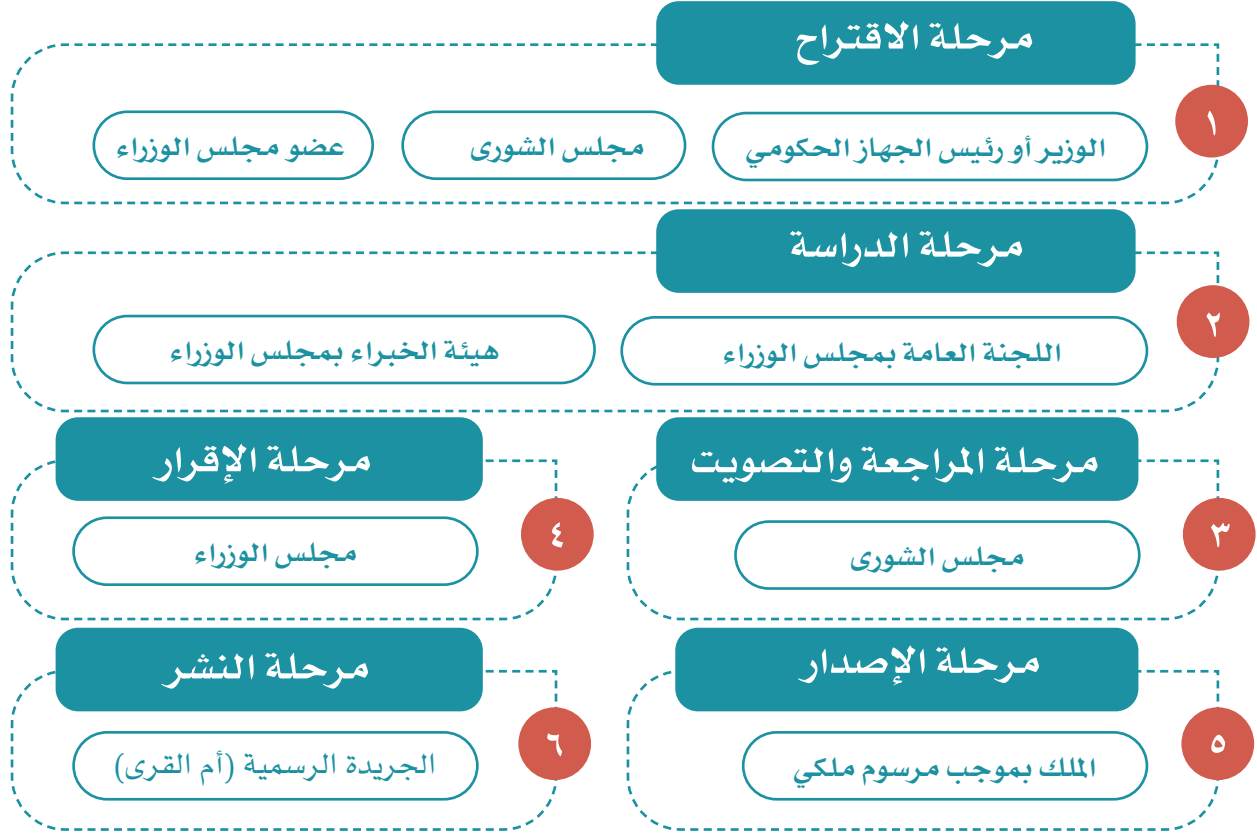 مرحلة الاقتراح
١
الوزير أو رئيس الجهاز الحكومي
مجلس الشورى
عضو مجلس الوزراء
مرحلة الدراسة
٢
اللجنة العامة بمجلس الوزراء
هيئة الخبراء بمجلس الوزراء
مرحلة المراجعة والتصويت
٣
مجلس الشورى
مرحلة الإقرار
٤
مجلس الوزراء
مرحلة الإصدار
٥
الملك بموجب مرسوم ملكي
مرحلة النشر
٦
الجريدة الرسمية (أم القرى)